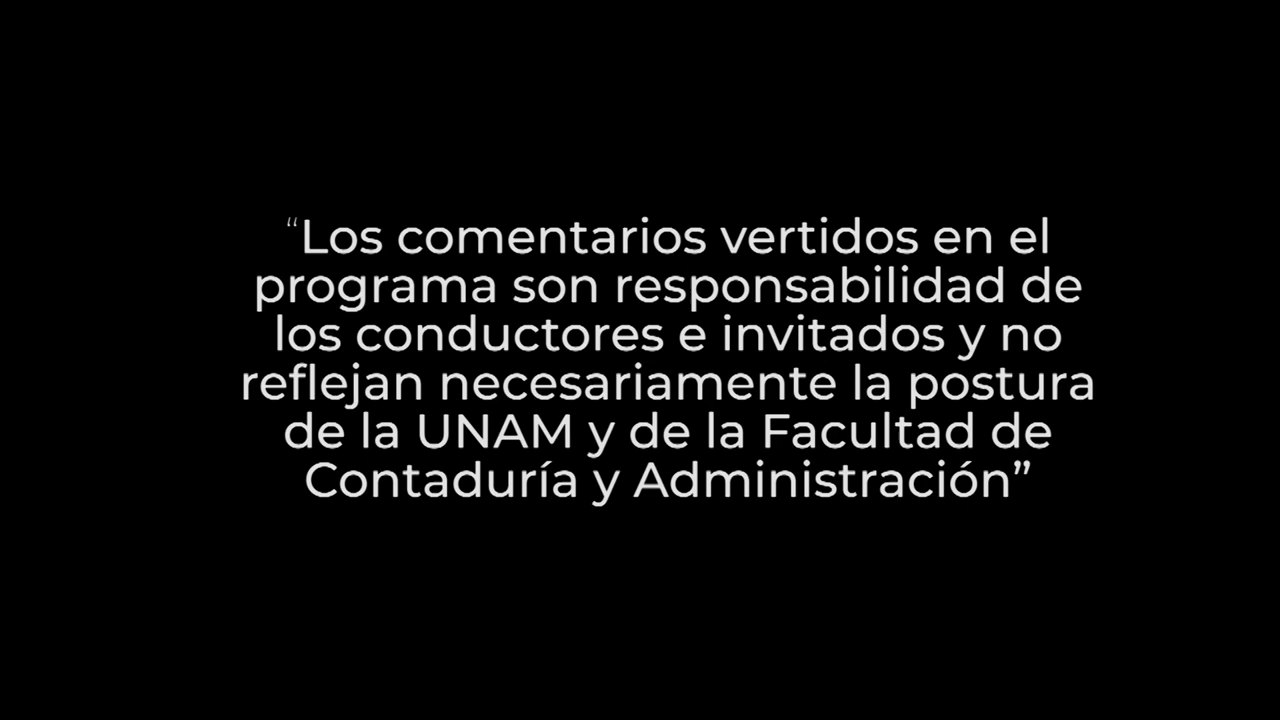 “Los comentarios vertidos en el
programa son responsabilidad de
los conductores e invitados y no
reflejan necesariamente la postura
de la UNAM y de la Facultad de
Contaduría y Administración”